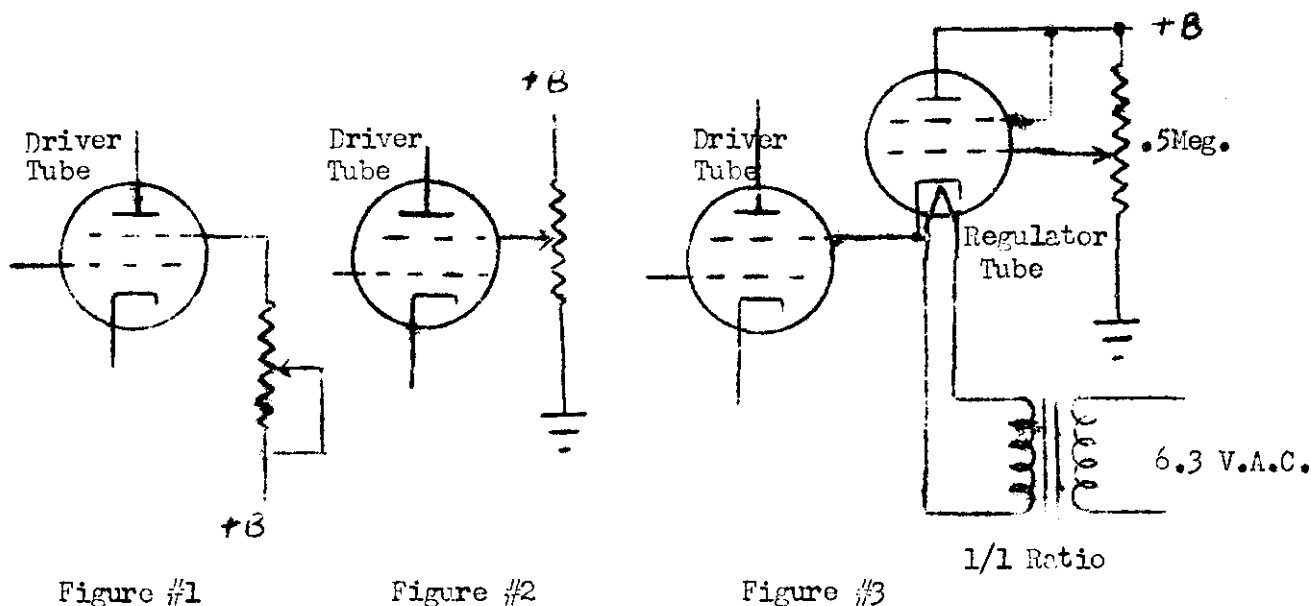 +B
+B
Driver
Tube
Driver
Tube
Driver
Tube
.5Meg.
Regulator
Tube
+B
6.3 V.A.C.
1/1 Ratio
Figure #1
Figure #2
Figure #3